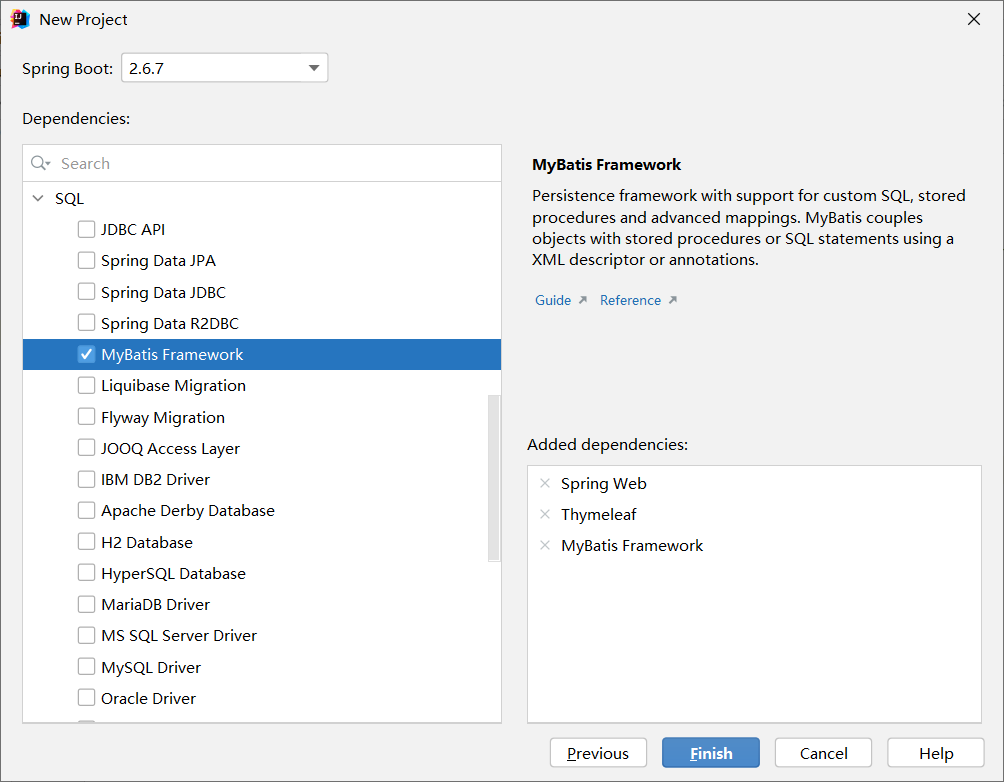 New Project
Spring Boot:
2.6.7
Dependencies:
Search
SQL
JDBC API
Spring Data JPA
Spring Data JDBC
Spring Data R2DBC
MyBatis Framework
Liquibase Migration
Flyway Migration
JOOQ Access Layer
IBM DB2 Driver
Apache Derby Database
H2 Database
HyperSQL Database
MariaDB Driver
MS SQL Server Driver
MySQL Driver
Oracle Driver
MyBatis Framework
Persistence framework with support for custom SQL, stored
procedures and advanced mappings. MyBatis couples
objects with stored procedures or SQL statements using a
XML descriptor or annotations.
Guide Reference
Added dependencies:
Spring Web
Thymeleaf
MyBatis Framework
Previous Finish Cancel Help